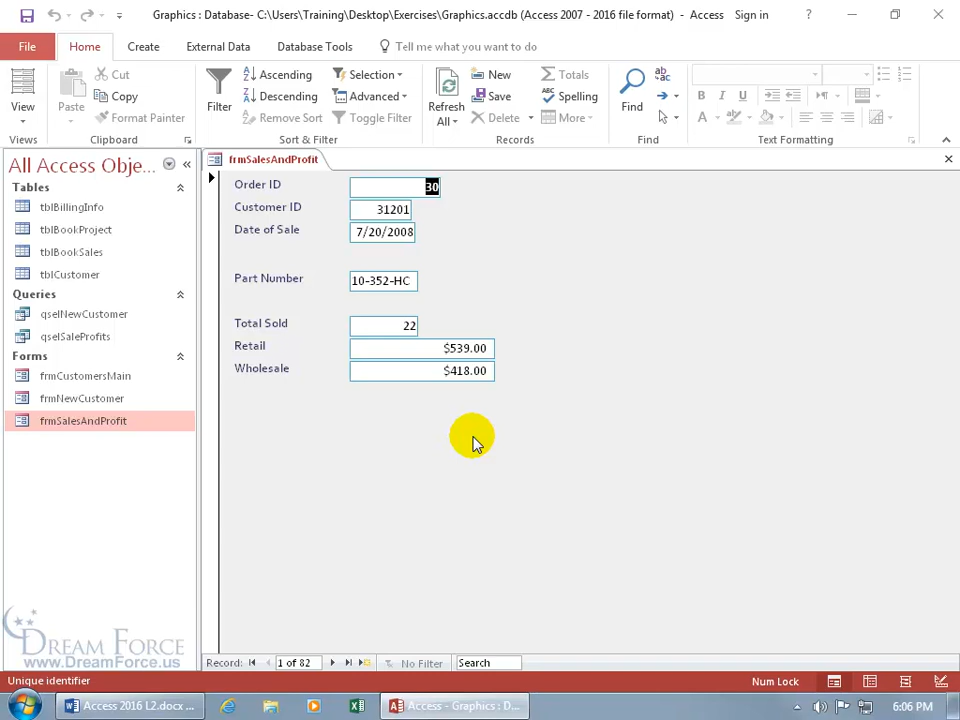 Graphics : Database- C:\Users\Training\Desktop\Exercises\Graphics.accdb (Access 2007 - 2016 file format) - Access
Sign in
?
File
Home
Create
External Data
Database Tools
Tell me what you want to do
View
Views
Paste
Cut
Copy
Format Painter
Clipboard
Filter
Ascending
Descending
Remove Sort
Selection
Advanced
Toggle Filter
Sort & Filter
Refresh
All
New
Save
Delete
Totals
Spelling
More
Records
Find
Find
B I U
A
Text Formatting
All Access Obje...
Tables
tblBillingInfo
tblBookProject
tblBookSales
tblCustomer
Queries
qselNewCustomer
qselSaleProfits
Forms
frmCustomersMain
frmNewCustomer
frmSalesAndProfit
frmSalesAndProfit
Order ID 30
Customer ID 31201
Date of Sale 7/20/2008
Part Number 10-352-HC
Total Sold 22
Retail $539.00
Wholesale $418.00
DREAM FORCE
www.DreamForce.us
Record: 1 of 82 No Filter Search
Unique identifier
Num Lock
Access 2016 L2.docx ...
Access - Graphics : D...
6:06 PM